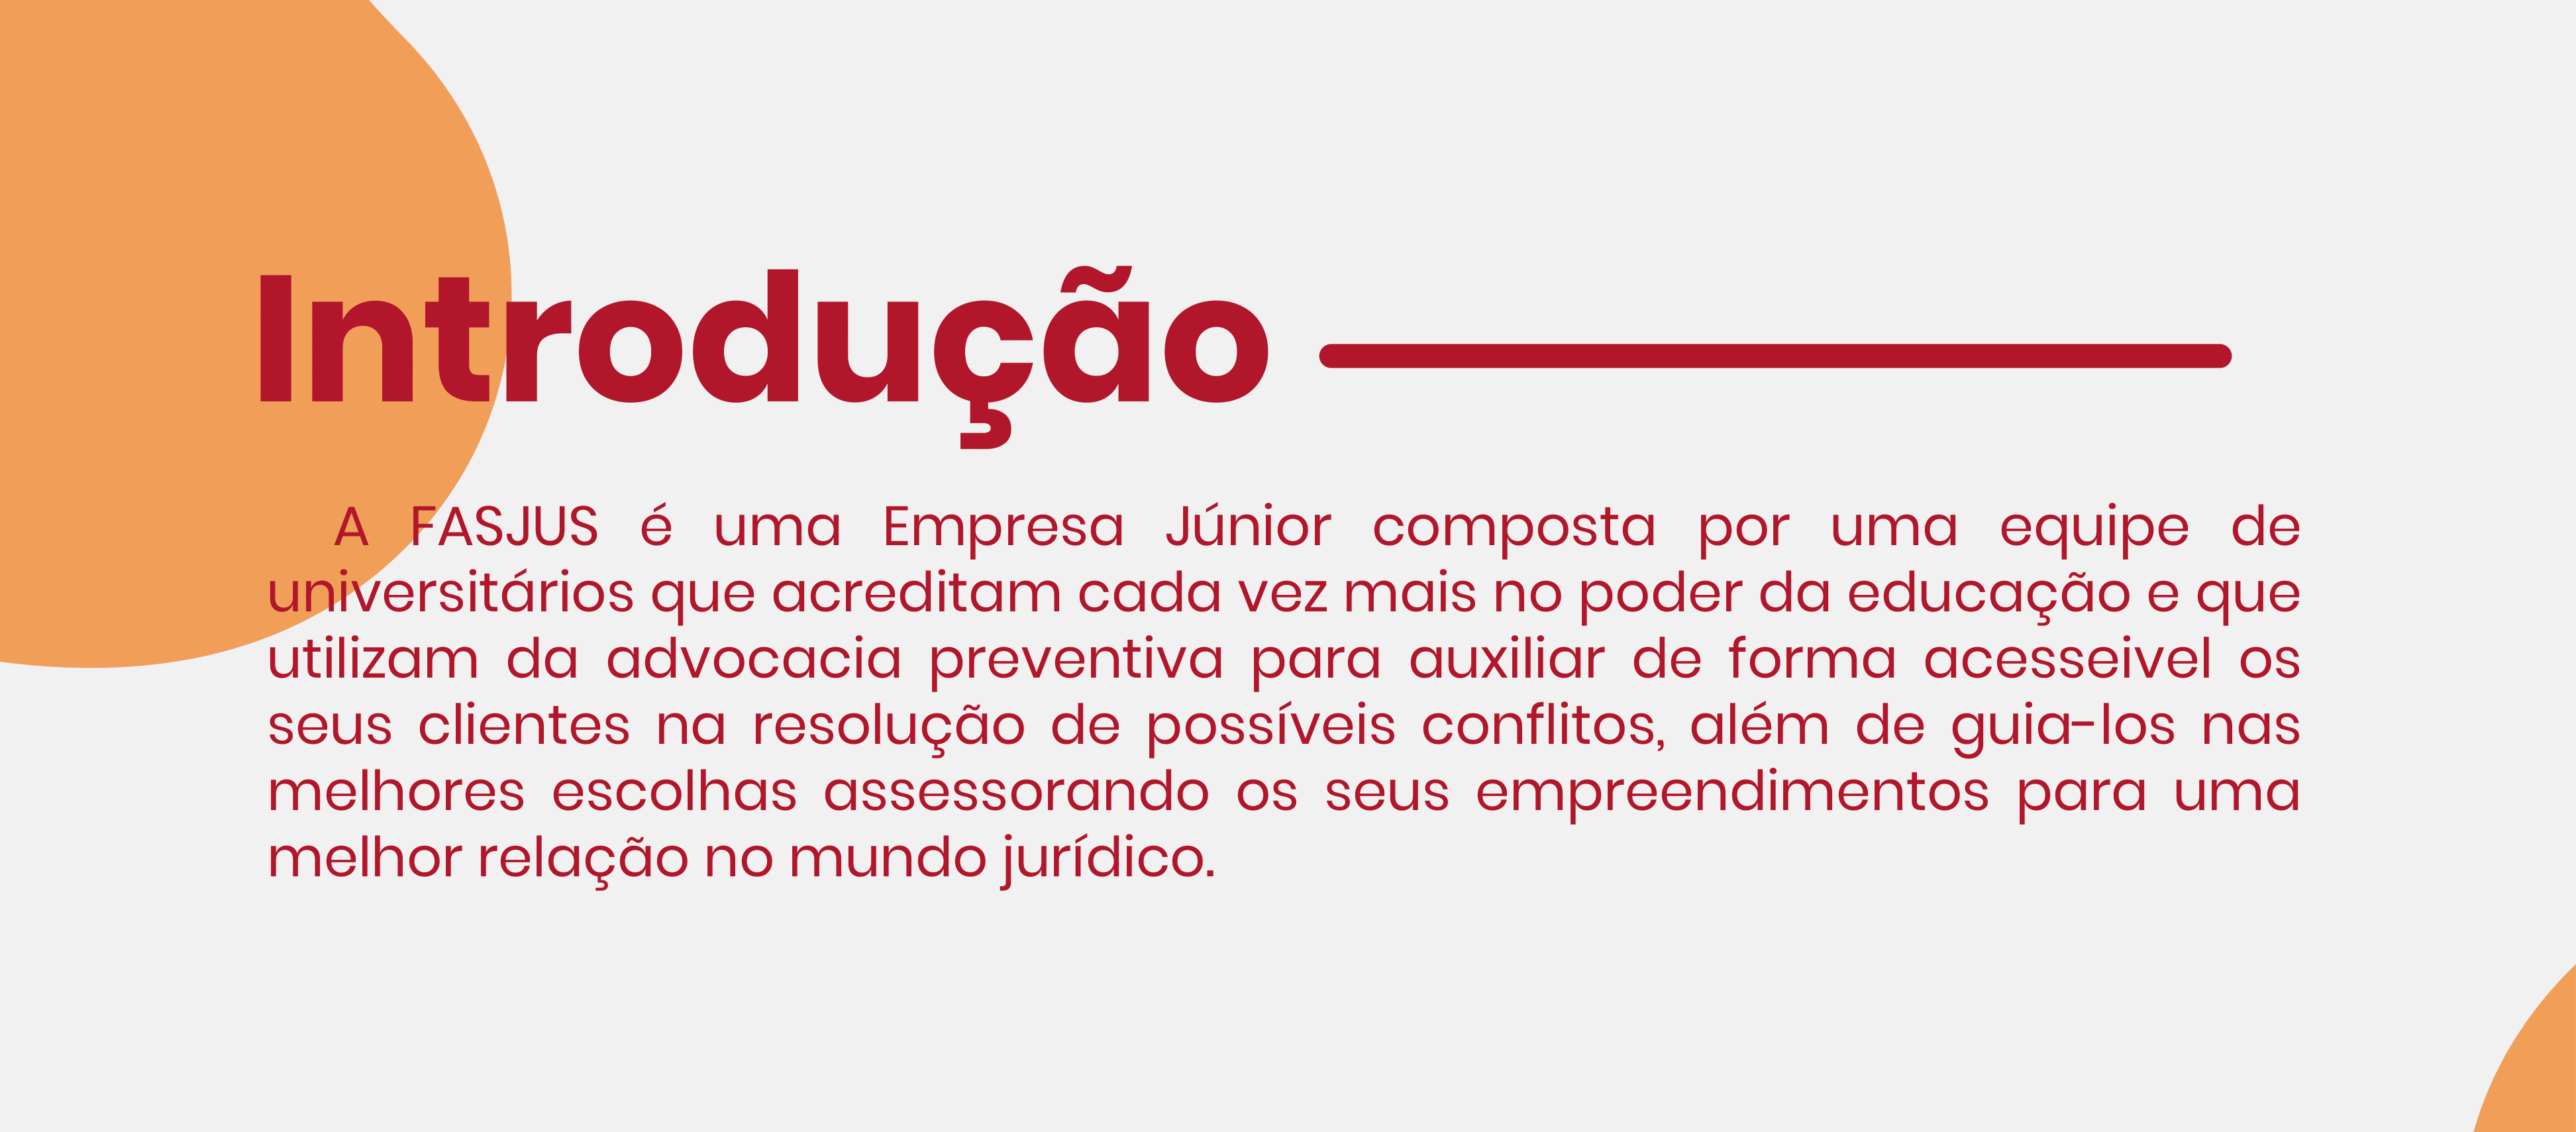 Introdução
A FASJUS é uma Empresa Júnior composta por uma equipe de
universitários que acreditam cada vez mais no poder da educação e que
utilizam da advocacia preventiva para auxiliar de forma acesseivel os
seus clientes na resolução de possíveis conflitos, além de guia-los nas
melhores escolhas assessorando os seus empreendimentos para uma
melhor relação no mundo jurídico.